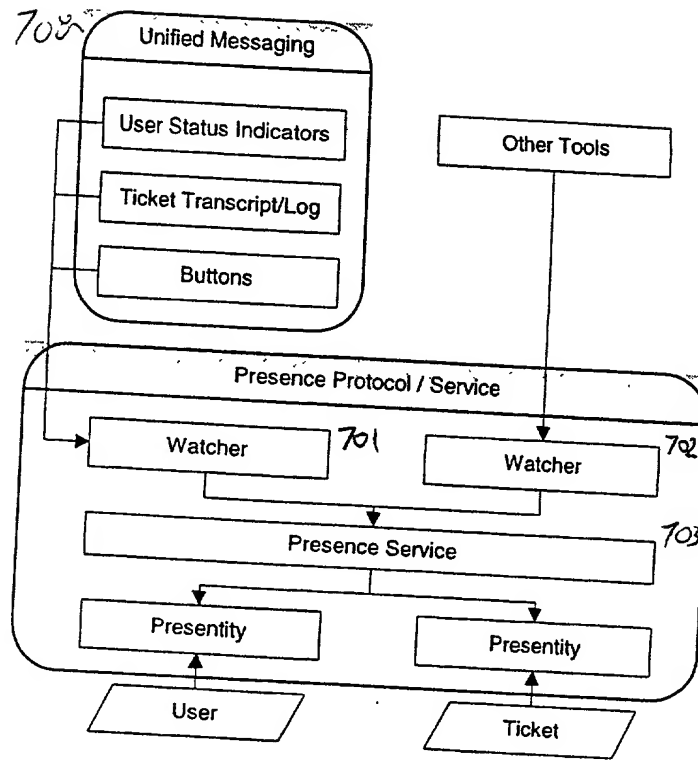 Unified Messaging
User Status Indicators
Other Tools
Ticket Transcript/Log
Buttons
Presence Protocol / Service
Watcher
701
Watcher
702
Presence Service
703
Presentity
Presentity
User
Ticket